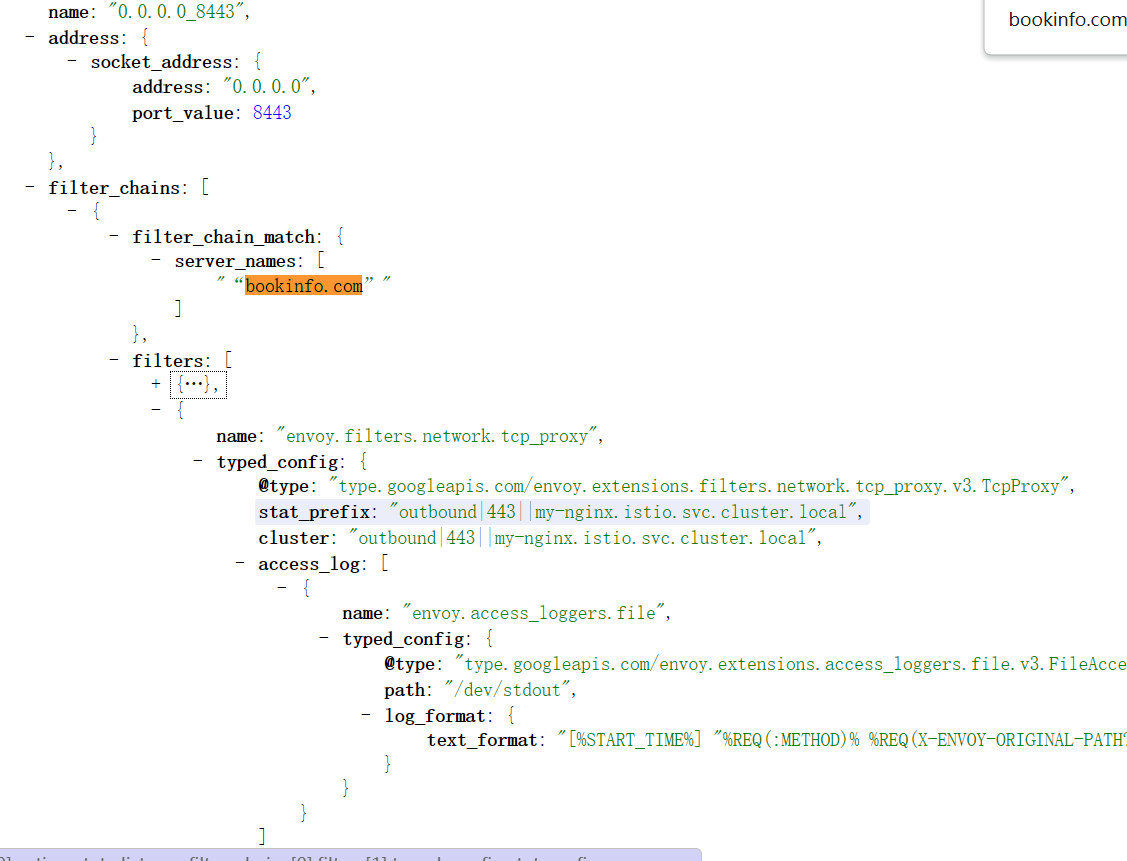 bookinfo.com
name: "0.0.0.0_8443",
- address: {
- socket_address: {
address: "0.0.0.0",
port_value: 8443
}
},
- filter_chains: [
- {
- filter_chain_match: {
- server_names: [
" “bookinfo.com” "
]
},
- filters: [
+ {…},
- {
name: "envoy.filters.network.tcp_proxy",
- typed_config: {
@type: "type.googleapis.com/envoy.extensions.filters.network.tcp_proxy.v3.TcpProxy",
stat_prefix: "outbound|443||my-nginx.istio.svc.cluster.local",
cluster: "outbound|443||my-nginx.istio.svc.cluster.local",
- access_log: [
- {
name: "envoy.access_loggers.file",
- typed_config: {
@type: "type.googleapis.com/envoy.extensions.access_loggers.file.v3.FileAcce
path: "/dev/stdout",
- log_format: {
text_format: "[%START_TIME%] "%REQ(:METHOD)% %REQ(X-ENVOY-ORIGINAL-PATH?
}
}
}
]